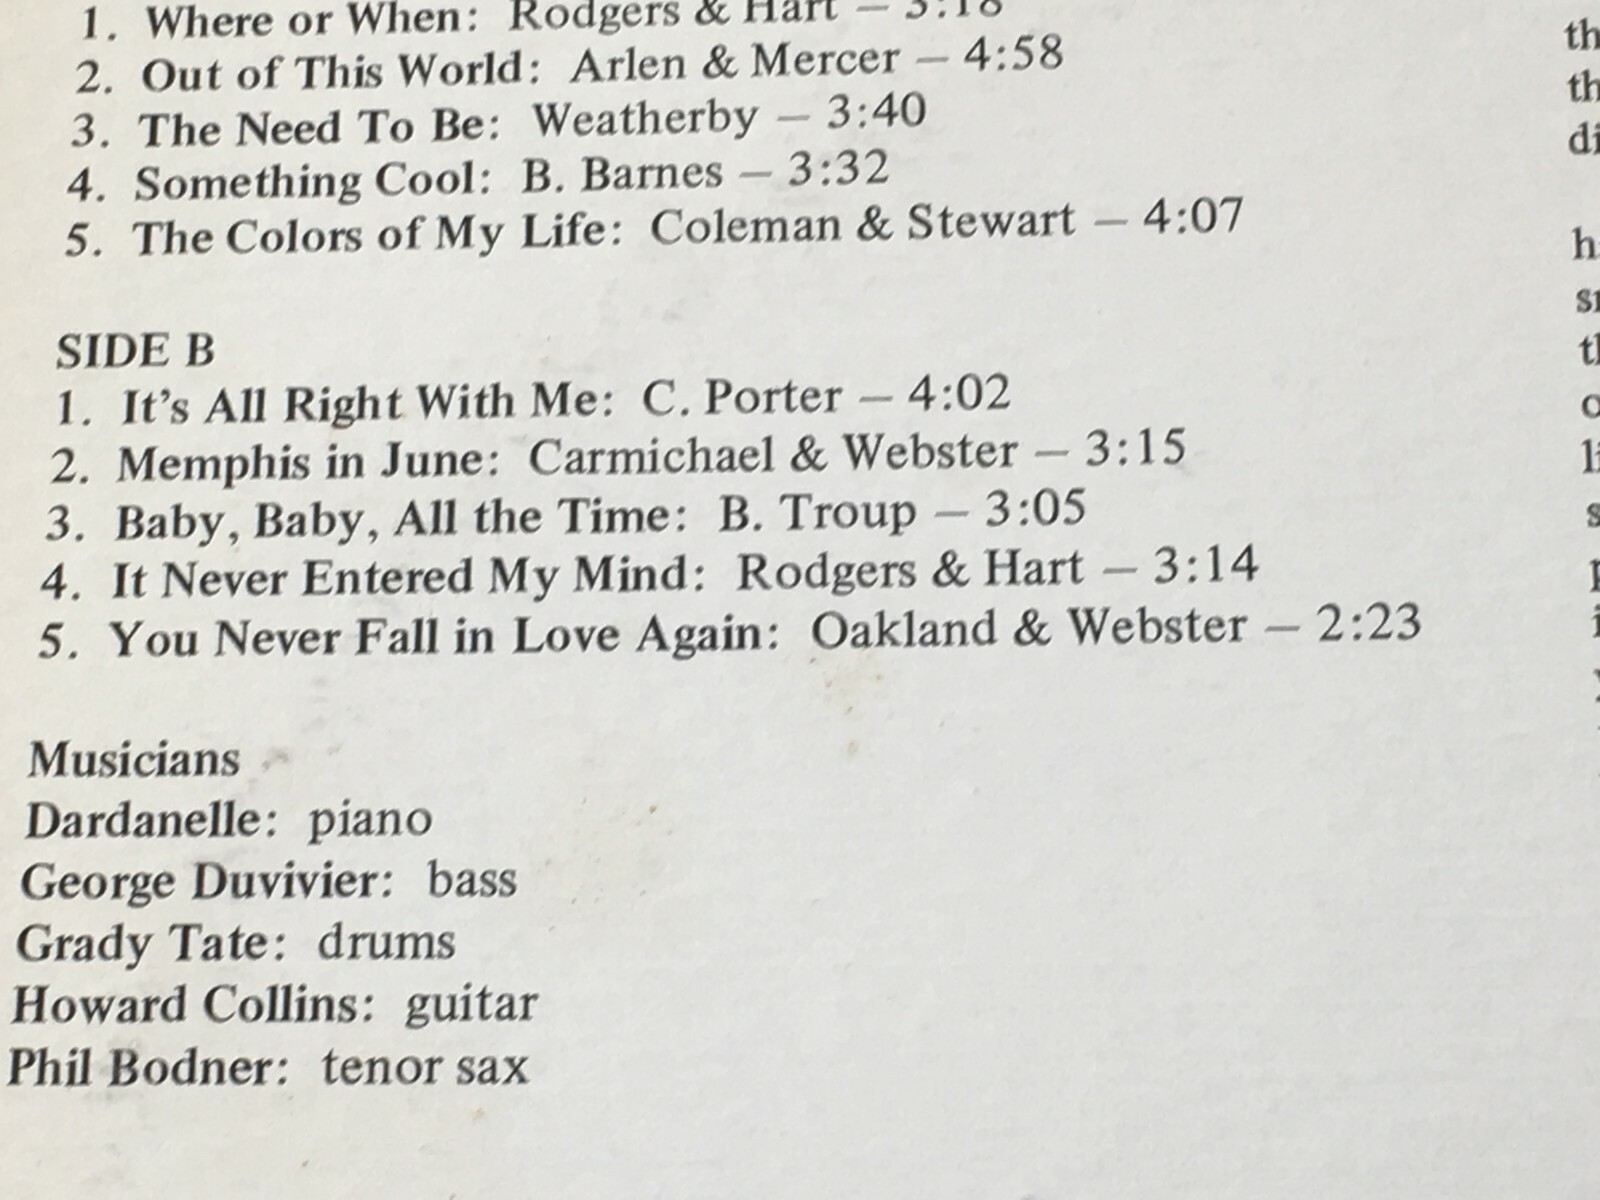 1. Where or When: Rodgers & Hart — 3:18
2. Out of This World: Arlen & Mercer — 4:58
3. The Need To Be: Weatherby — 3:40
4. Something Cool: B. Barnes — 3:32
5. The Colors of My Life: Coleman & Stewart — 4:07
SIDE B
1. It's All Right With Me: C. Porter — 4:02
2. Memphis in June: Carmichael & Webster — 3:15
3. Baby, Baby, All the Time: B. Troup — 3:05
4. It Never Entered My Mind: Rodgers & Hart — 3:14
5. You Never Fall in Love Again: Oakland & Webster — 2:23
Musicians
Dardanelle: piano
George Duvivier: bass
Grady Tate: drums
Howard Collins: guitar
Phil Bodner: tenor sax